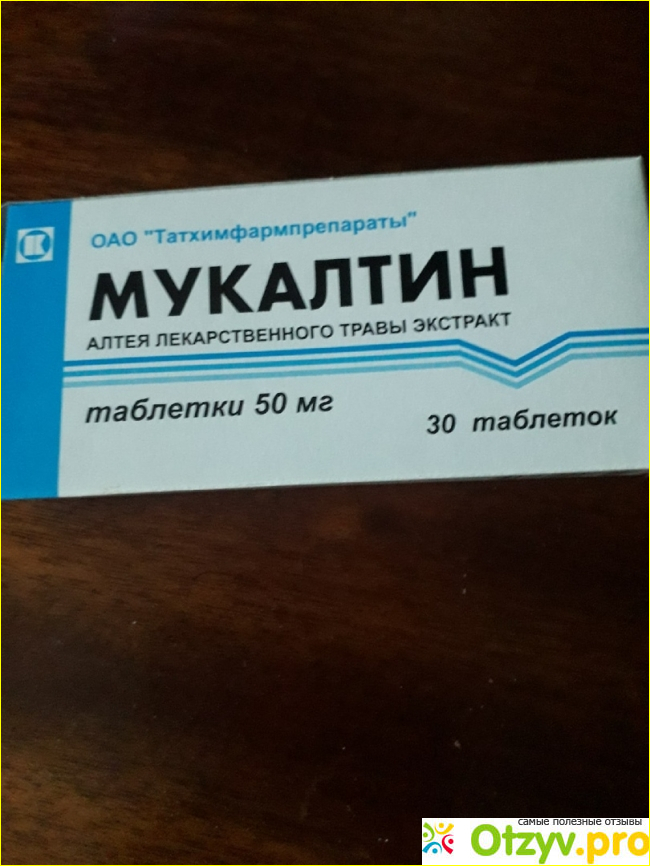 ОАО "Татхимфармпрепараты"
МУКАЛТИН
АЛТЕЯ ЛЕКАРСТВЕННОГО ТРАВЫ ЭКСТРАКТ
таблетки 50 мг
30 таблеток
самые полезные отзывы
Otzyv.pro